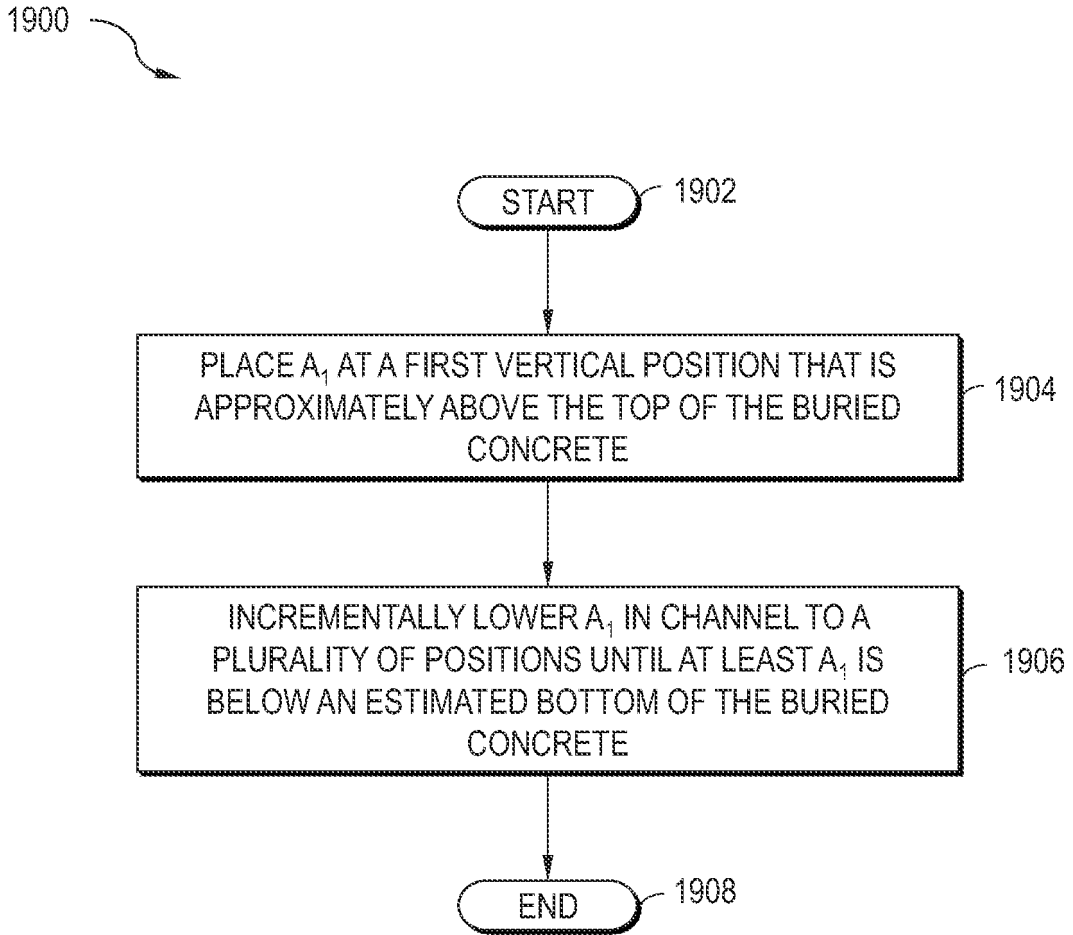 1900
START
1902
PLACE A₁ AT A FIRST VERTICAL POSITION THAT IS
APPROXIMATELY ABOVE THE TOP OF THE BURIED
CONCRETE
1904
INCREMENTALLY LOWER A₁ IN CHANNEL TO A
PLURALITY OF POSITIONS UNTIL AT LEAST A₁ IS
BELOW AN ESTIMATED BOTTOM OF THE BURIED
CONCRETE
1906
END
1908